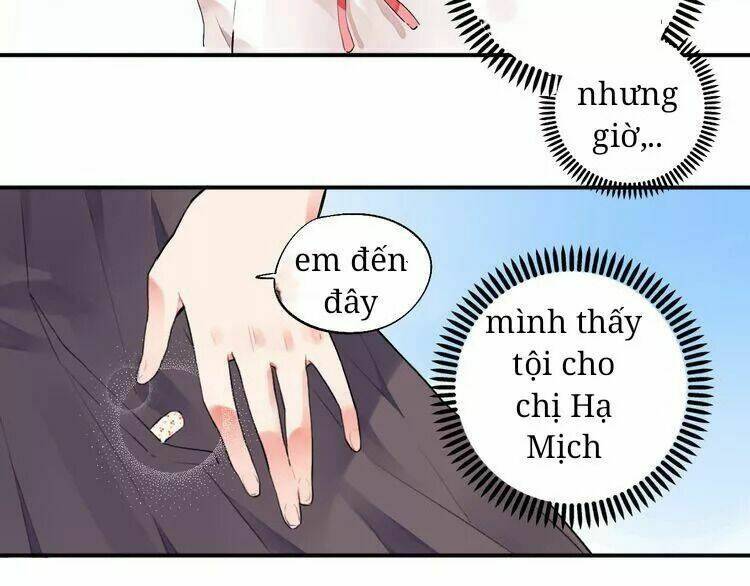 nhưng
giờ,..
em đến
đây
mình thấy
tội cho
chị Hạ
Mịch